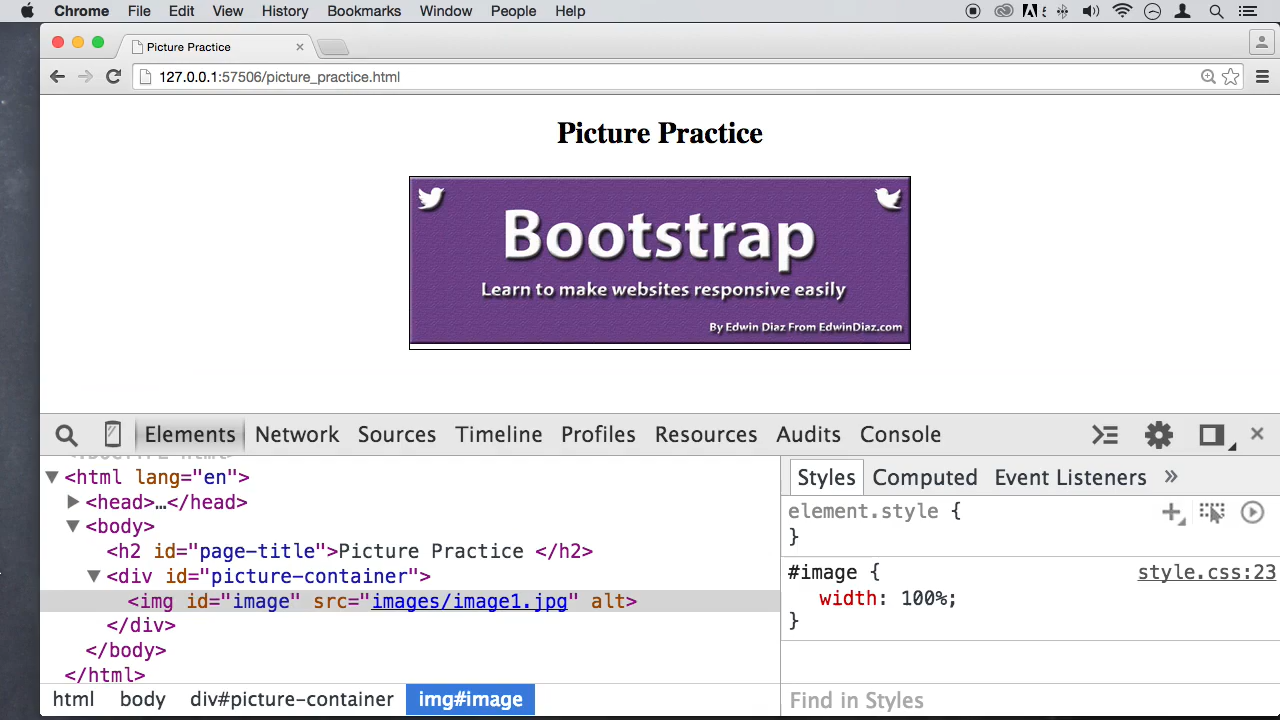 Chrome File Edit View History Bookmarks Window People Help
Picture Practice
127.0.0.1:57506/picture_practice.html
Picture Practice
Bootstrap
Learn to make websites responsive easily
By Edwin Diaz From EdwinDiaz.com
Elements Network Sources Timeline Profiles Resources Audits Console
<html lang="en">
<head>…</head>
<body>
<h2 id="page-title">Picture Practice </h2>
<div id="picture-container">
<img id="image" src="images/image1.jpg" alt>
</div>
</body>
</html>
html body div#picture-container img#image
Styles Computed Event Listeners »
element.style {
}
#image { style.css:23
width: 100%;
}
Find in Styles